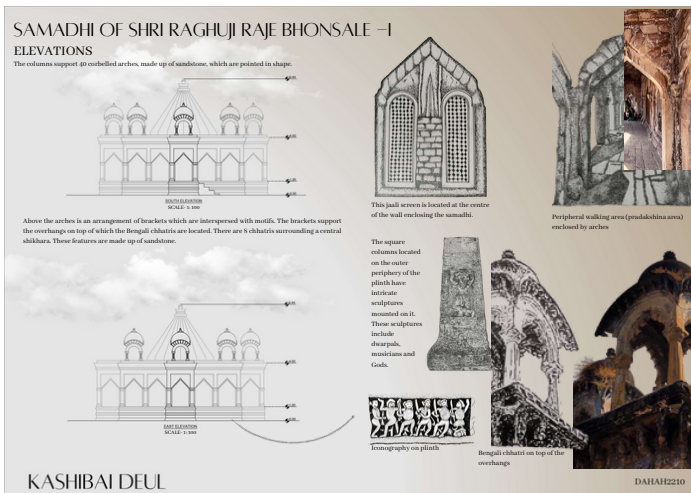 SAMADHI OF SHRI RAGHUJI RAJE BHONSALE -I
ELEVATIONS
The columns support 40 corbelled arches, made up of sandstone, which are pointed in shape.
SOUTH ELEVATION
SCALE- 1: 100
Above the arches is an arrangement of brackets which are interspersed with motifs. The brackets support
the overhangs on top of which the Bengali chhatris are located. There are 8 chhatris surrounding a central
shikhara. These features are made up of sandstone.
EAST ELEVATION
SCALE- 1: 100
KASHIBAI DEUL
This jaali screen is located at the centre
of the wall enclosing the samadhi.
Peripheral walking area (pradakshina area)
enclosed by arches
The square
columns located
on the outer
periphery of the
plinth have
intricate
sculptures
mounted on it.
These sculptures
include
dwarpals,
musicians and
Gods.
Iconography on plinth
Bengali chhatri on top of the
overhangs
DAHAH2210